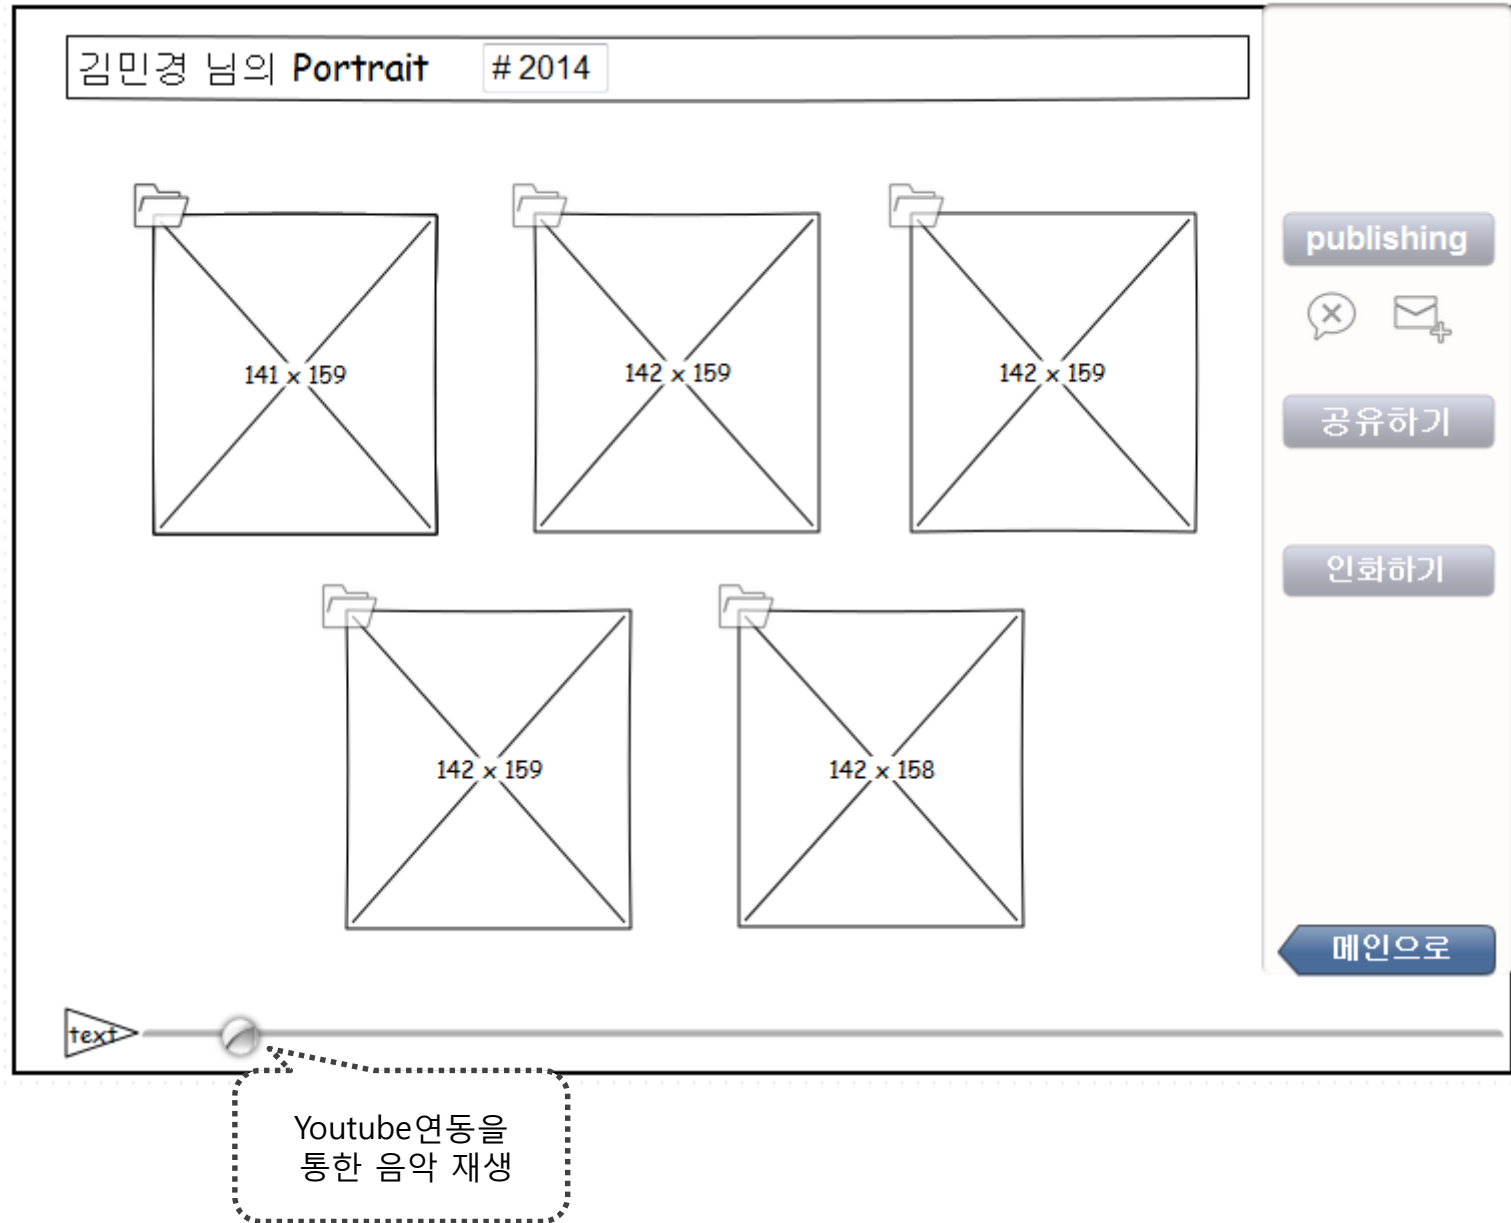 김민경 님의 Portrait # 2014
141 x 159
142 x 159
142 x 159
142 x 159
142 x 158
publishing
공유하기
인화하기
메인으로
text
Youtube연동을
통한 음악 재생